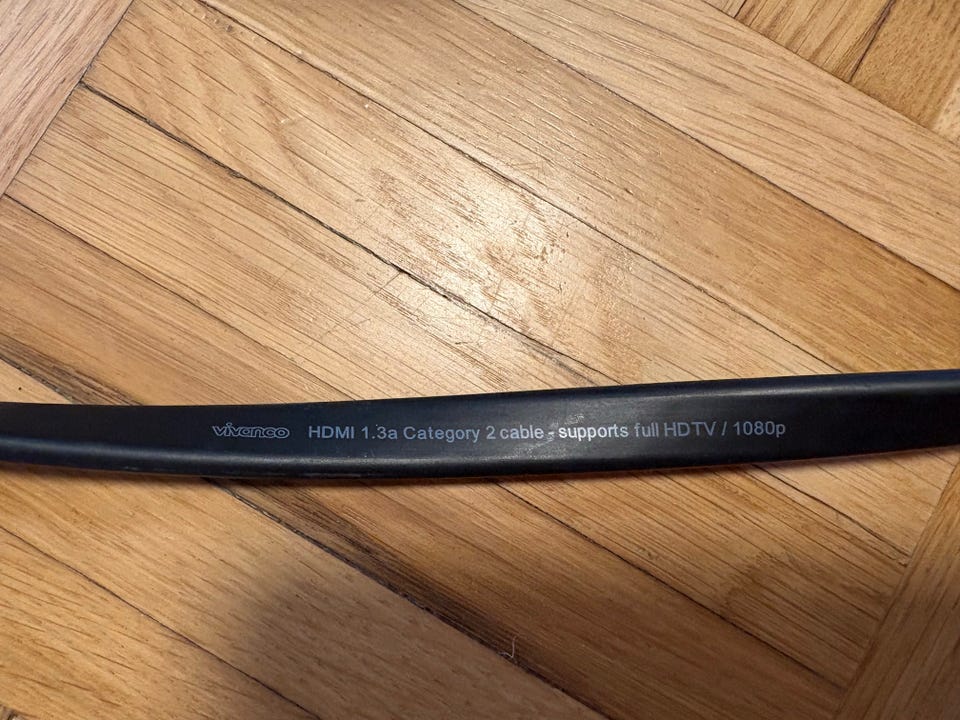 vivanco HDMI 1.3a Category 2 cable - supports full HDTV / 1080p